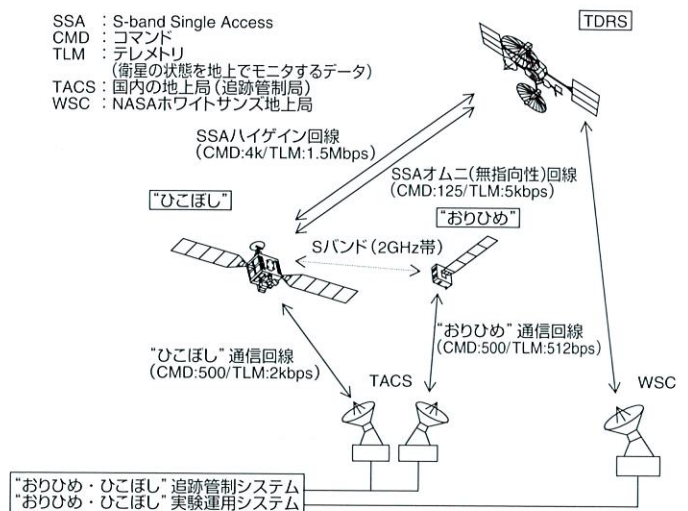 SSA : S-band Single Access
CMD : コマンド
TLM : テレメトリ
(衛星の状態を地上でモニタするデータ)
TACS : 国内の地上局(追跡管制局)
WSC : NASAホワイトサンズ地上局
TDRS
SSAハイゲイン回線
(CMD:4k/TLM:1.5Mbps)
SSAオムニ(無指向性)回線
(CMD:125/TLM:5kbps)
"ひこぼし"
"おりひめ"
Sバンド(2GHz帯)
"ひこぼし"通信回線
(CMD:500/TLM:2kbps)
"おりひめ"通信回線
(CMD:500/TLM:512bps)
TACS
WSC
"おりひめ・ひこぼし"追跡管制システム
"おりひめ・ひこぼし"実験運用システム